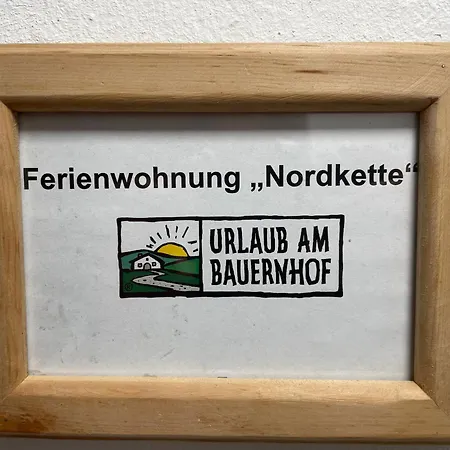 Ferienwohnung „Nordkette“
URLAUB AM
BAUERNHOF